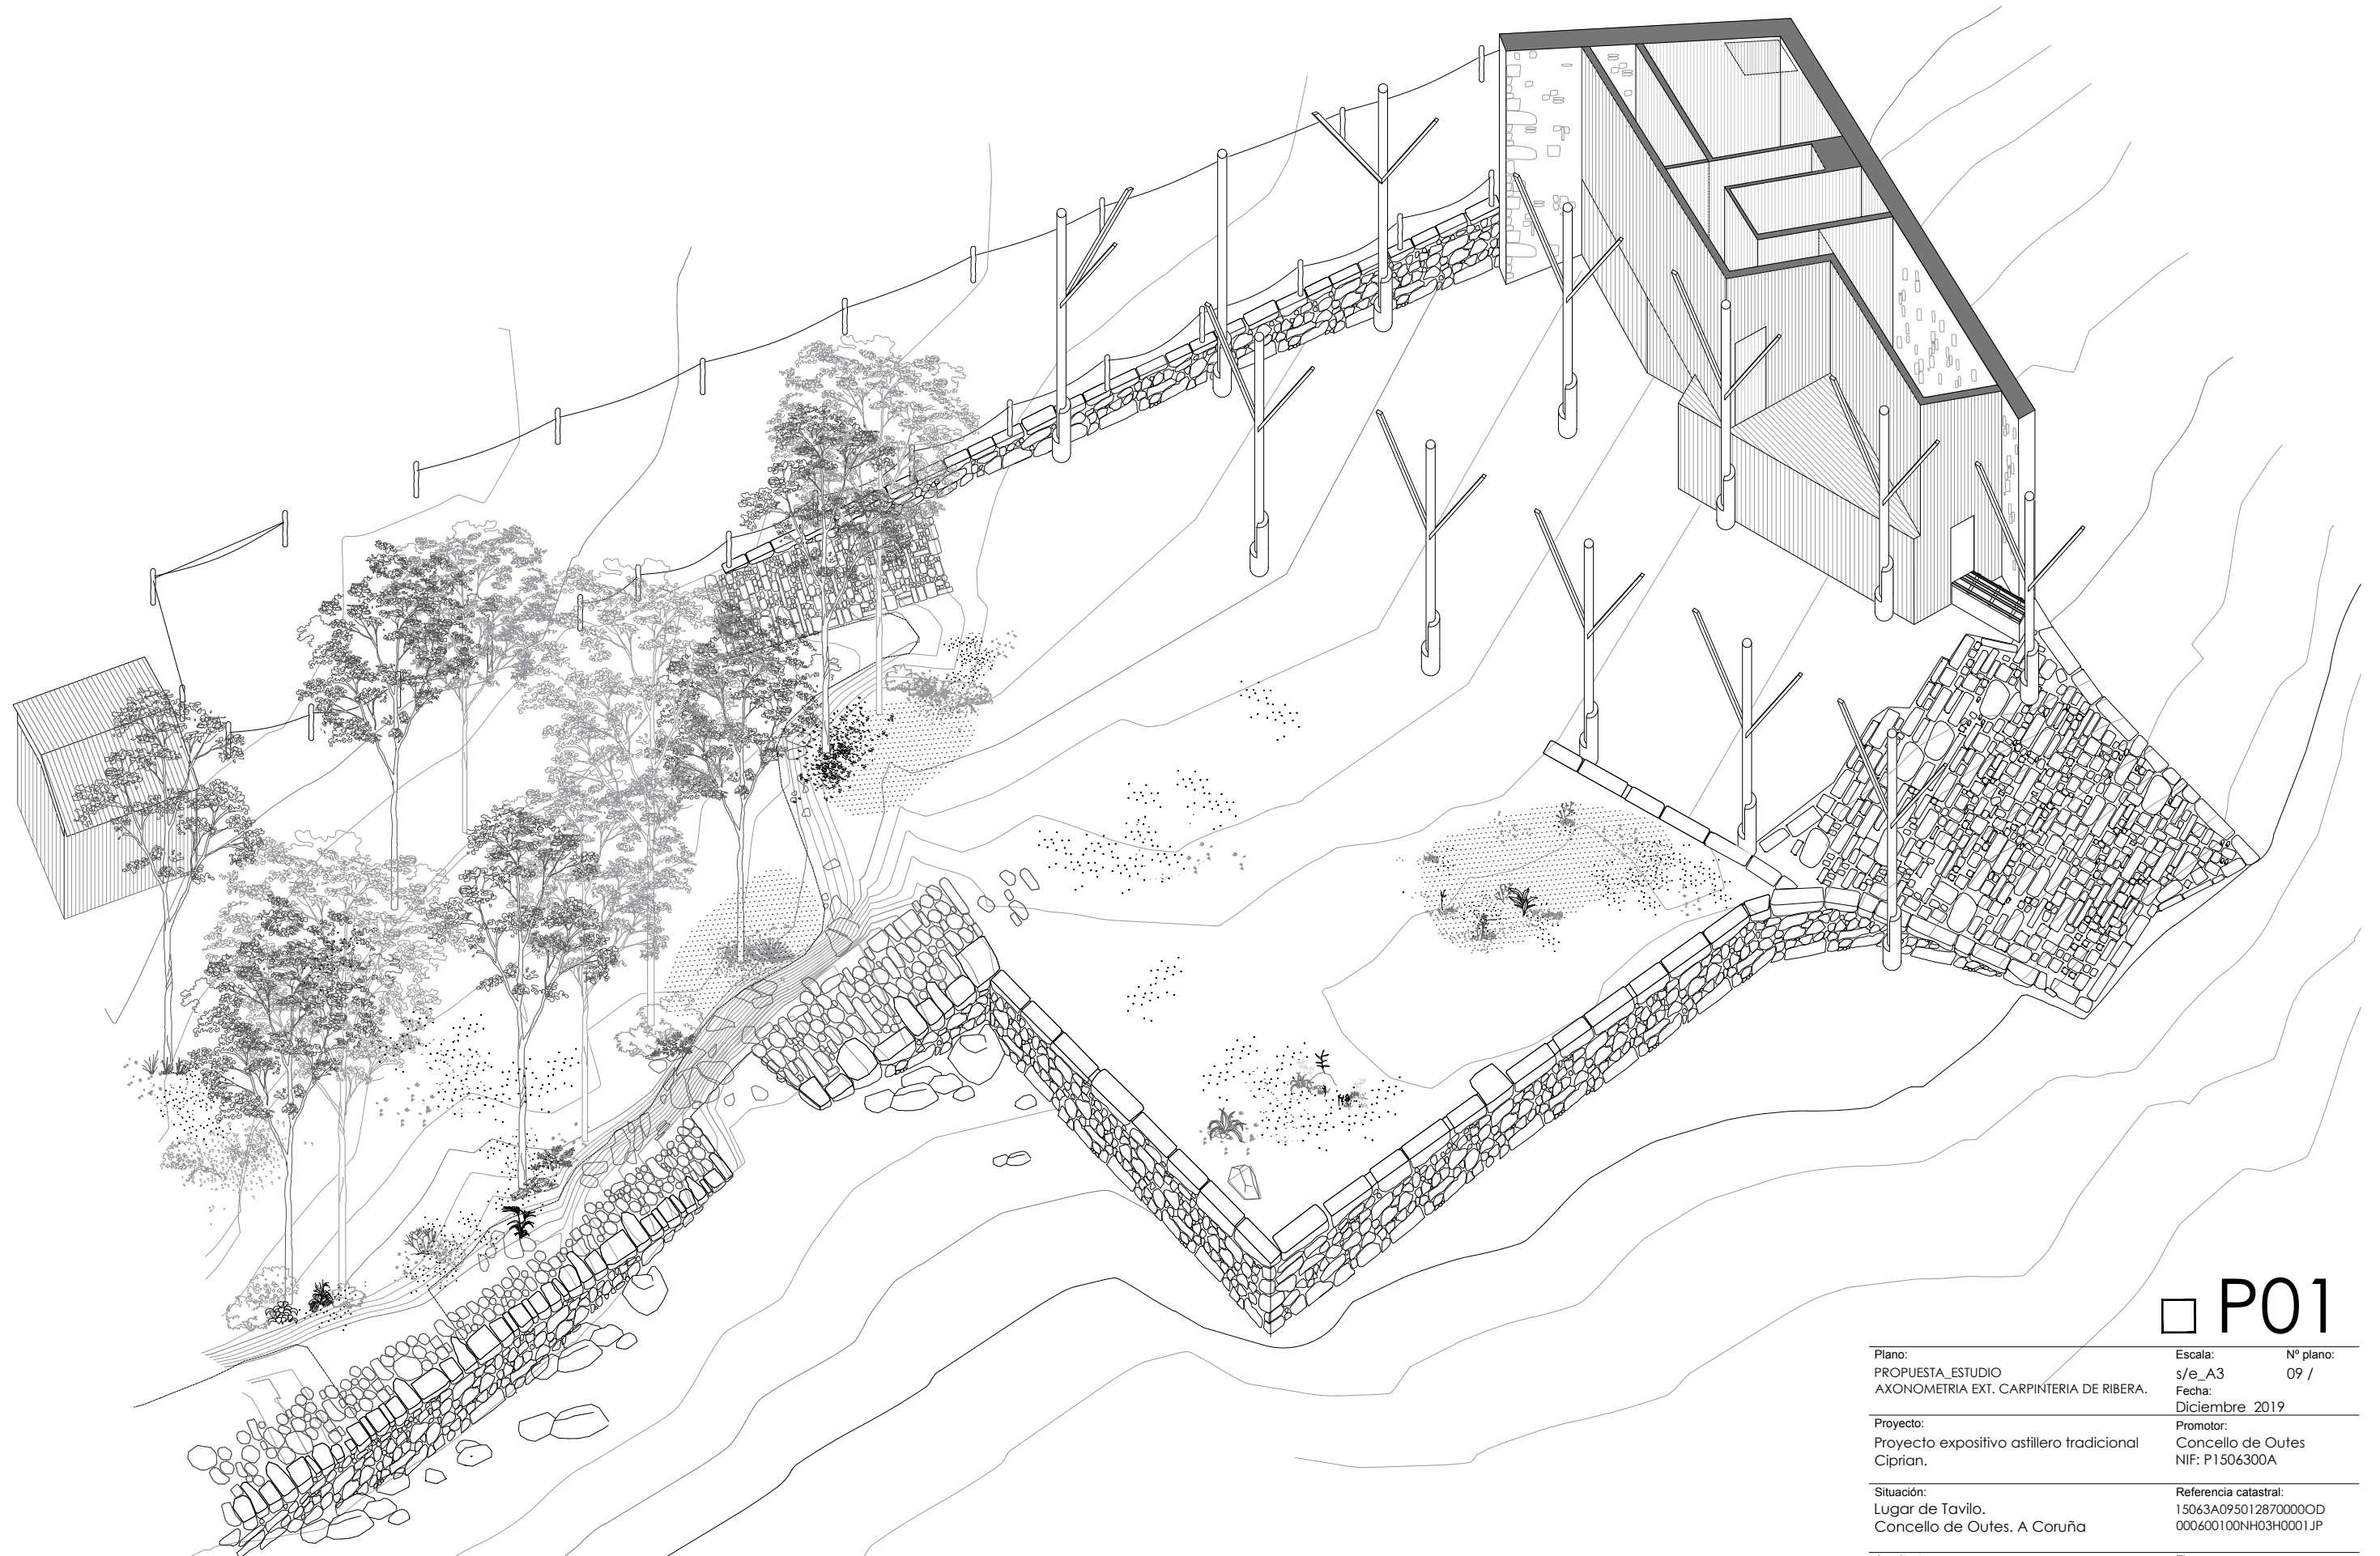 P01
Plano:
PROPUESTA_ESTUDIO
AXONOMETRIA EXT. CARPINTERIA DE RIBERA.
Escala:
s/e_A3
Nº plano:
09 /
Fecha:
Diciembre 2019
Proyecto:
Proyecto expositivo astillero tradicional
Ciprian.
Promotor:
Concello de Outes
NIF: P1506300A
Situación:
Lugar de Tavilo.
Concello de Outes. A Coruña
Referencia catastral:
15063A095012870000OD
000600100NH03H0001JP